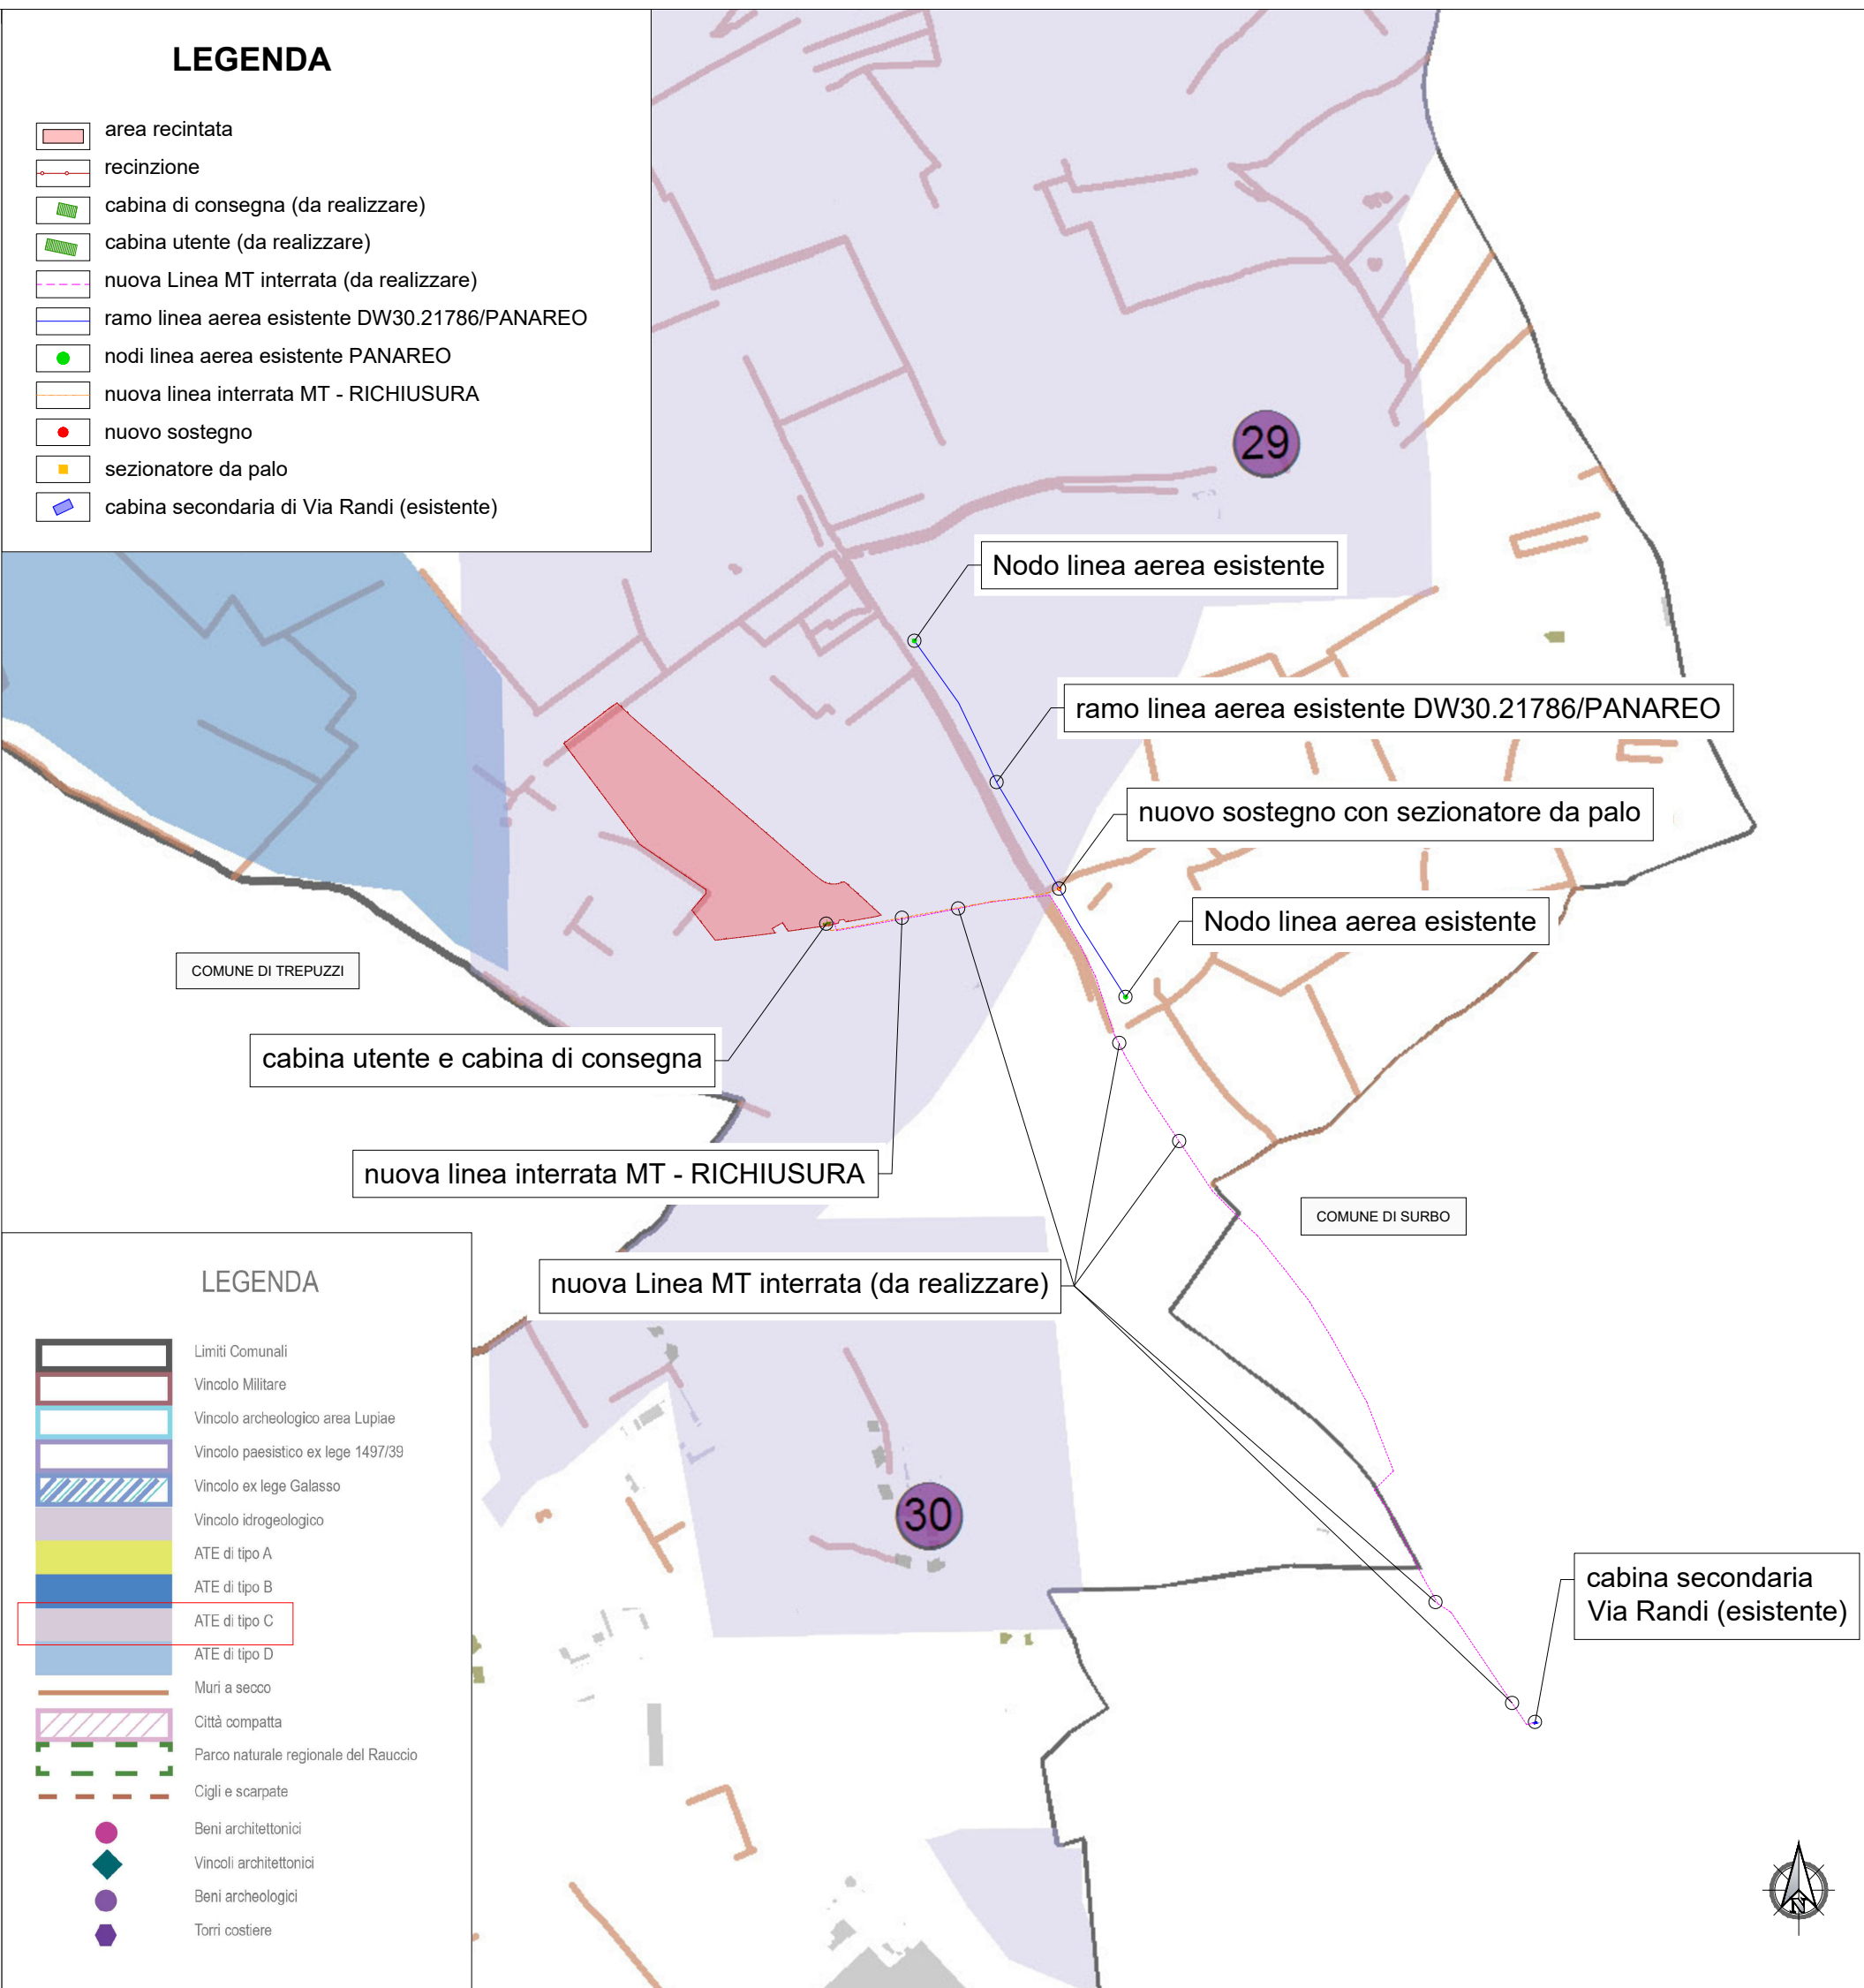 LEGENDA
area recintata
recinzione
cabina di consegna (da realizzare)
cabina utente (da realizzare)
nuova Linea MT interrata (da realizzare)
ramo linea aerea esistente DW30.21786/PANAREO
nodi linea aerea esistente PANAREO
nuova linea interrata MT - RICHIUSURA
nuovo sostegno
sezionatore da palo
cabina secondaria di Via Randi (esistente)
29
Nodo linea aerea esistente
ramo linea aerea esistente DW30.21786/PANAREO
nuovo sostegno con sezionatore da palo
Nodo linea aerea esistente
COMUNE DI TREPUZZI
cabina utente e cabina di consegna
nuova linea interrata MT - RICHIUSURA
COMUNE DI SURBO
nuova Linea MT interrata (da realizzare)
30
cabina secondaria
Via Randi (esistente)
LEGENDA
Limiti Comunali
Vincolo Militare
Vincolo archeologico area Lupiae
Vincolo paesistico ex lege 1497/39
Vincolo ex lege Galasso
Vincolo idrogeologico
ATE di tipo A
ATE di tipo B
ATE di tipo C
ATE di tipo D
Muri a secco
Città compatta
Parco naturale regionale del Rauccio
Cigli e scarpate
Beni architettonici
Vincoli architettonici
Beni archeologici
Torri costiere
N